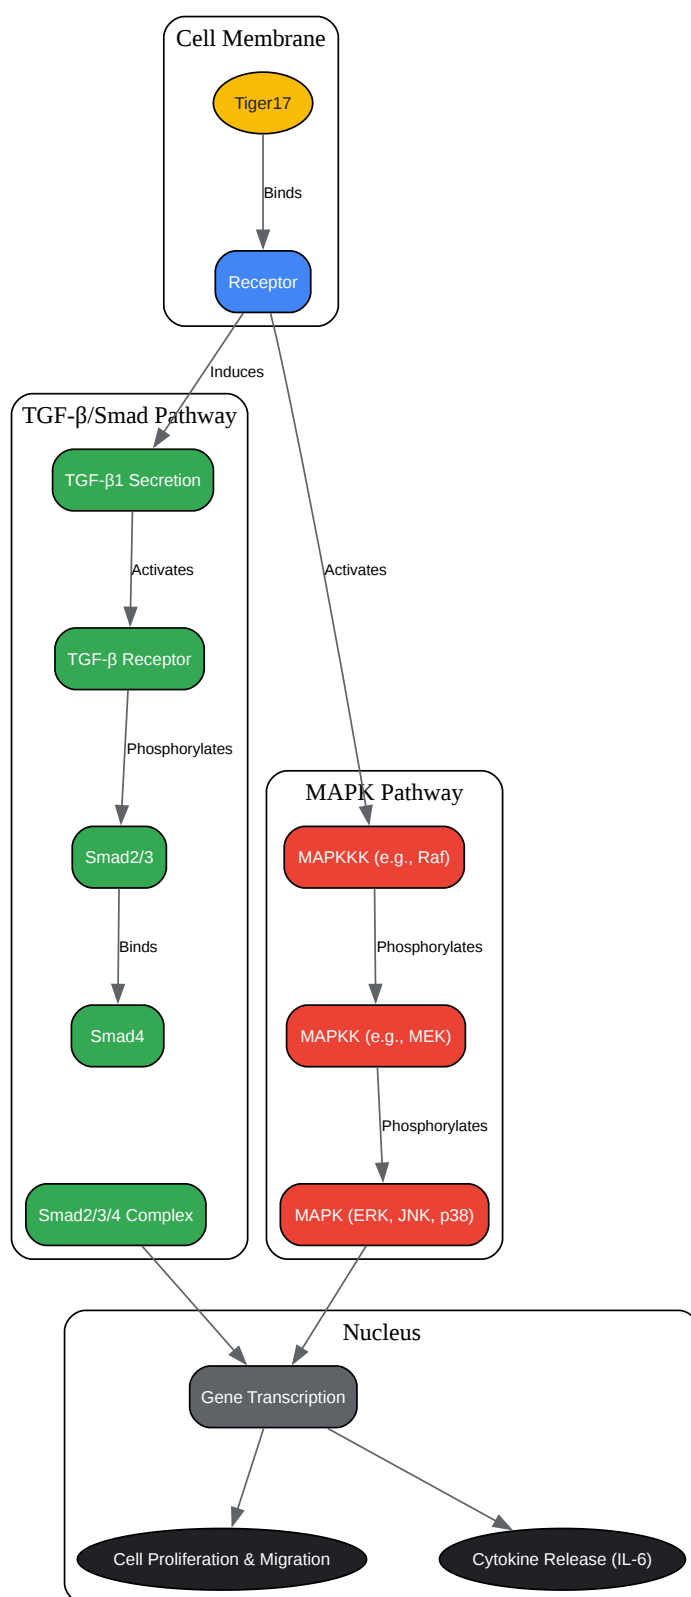 Cell Membrane
Tiger17
Binds
Receptor
Induces
TGF-β/Smad Pathway
TGF-β1 Secretion
Activates
Activates
TGF-β Receptor
Phosphorylates
MAPK Pathway
Smad2/3
MAPKKK (e.g., Raf)
Binds
Phosphorylates
Smad4
MAPKK (e.g., MEK)
Phosphorylates
Smad2/3/4 Complex
MAPK (ERK, JNK, p38)
Nucleus
Gene Transcription
Cell Proliferation & Migration
Cytokine Release (IL-6)